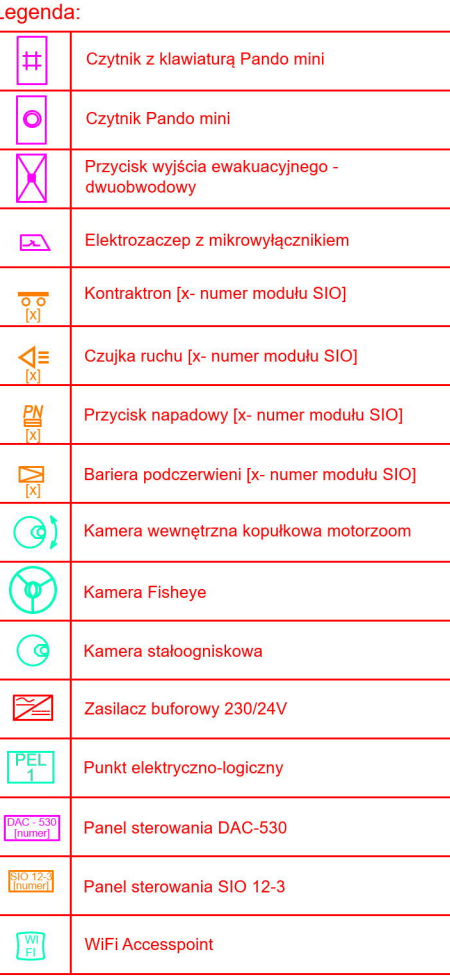 Legenda:
Czytnik z klawiaturą Pando mini
Czytnik Pando mini
Przycisk wyjścia ewakuacyjnego -
dwuobwodowy
Elektrozaczep z mikrowyłącznikiem
[x]
Kontraktron [x- numer modułu SIO]
[x]
Czujka ruchu [x- numer modułu SIO]
PN
[x]
Przycisk napadowy [x- numer modułu SIO]
[x]
Bariera podczerwieni [x- numer modułu SIO]
Kamera wewnętrzna kopułkowa motorzoom
Kamera Fisheye
Kamera stałoogniskowa
Zasilacz buforowy 230/24V
PEL
1
Punkt elektryczno-logiczny
DAC - 530
[numer]
Panel sterowania DAC-530
SIO 12-3
[numer]
Panel sterowania SIO 12-3
WI
FI
WiFi Accesspoint